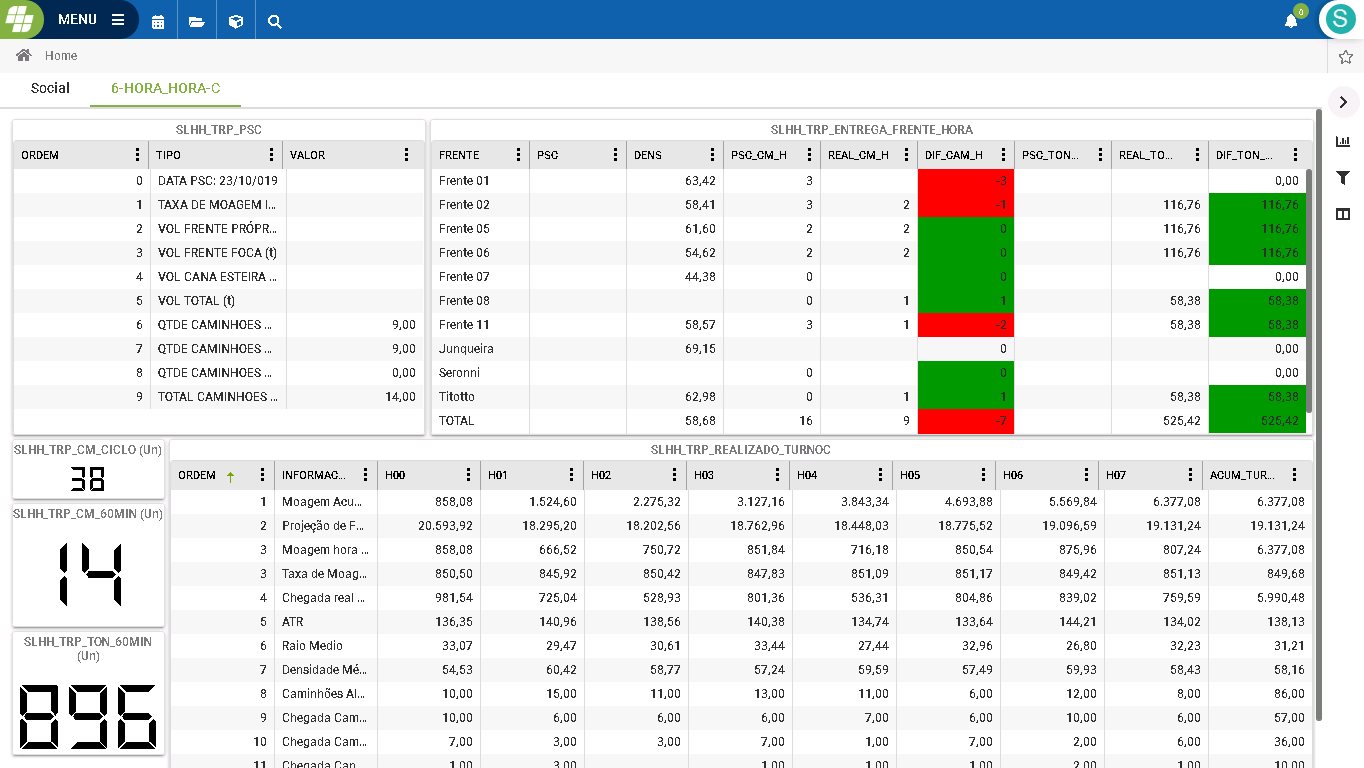 MENU
0
S
Home
Social 6-HORA_HORA-C
SLHH_TRP_PSC
ORDEM TIPO VALOR
0 DATA PSC: 23/10/019
1 TAXA DE MOAGEM I...
2 VOL FRENTE PRÓPR...
3 VOL FRENTE FOCA (t)
4 VOL CANA ESTEIRA ...
5 VOL TOTAL (t)
6 QTDE CAMINHOES ... 9,00
7 QTDE CAMINHOES ... 9,00
8 QTDE CAMINHOES ... 0,00
9 TOTAL CAMINHOES ... 14,00
SLHH_TRP_ENTREGA_FRENTE_HORA
FRENTE PSC DENS PSC_CM_H REAL_CM_H DIF_CAM_H PSC_TON... REAL_TO... DIF_TON_...
Frente 01 63,42 3 -3 0,00
Frente 02 58,41 3 2 -1 116,76 116,76
Frente 05 61,60 2 2 0 116,76 116,76
Frente 06 54,62 2 2 0 116,76 116,76
Frente 07 44,38 0 0 0,00
Frente 08 0 1 1 58,38 58,38
Frente 11 58,57 3 1 -2 58,38 58,38
Junqueira 69,15 0 0,00
Seronni 0 0 0,00
Titotto 62,98 0 1 1 58,38 58,38
TOTAL 58,68 16 9 -7 525,42 525,42
SLHH_TRP_CM_CICLO (Un)
38
SLHH_TRP_CM_60MIN (Un)
14
SLHH_TRP_TON_60MIN
(Un)
896
SLHH_TRP_REALIZADO_TURNOC
ORDEM INFORMAC... H00 H01 H02 H03 H04 H05 H06 H07 ACUM_TUR...
1 Moagem Acu... 858,08 1.524,60 2.275,32 3.127,16 3.843,34 4.693,88 5.569,84 6.377,08 6.377,08
2 Projeção de F... 20.593,92 18.295,20 18.202,56 18.762,96 18.448,03 18.775,52 19.096,59 19.131,24 19.131,24
3 Moagem hora ... 858,08 666,52 750,72 851,84 716,18 850,54 875,96 807,24 6.377,08
3 Taxa de Moag... 850,50 845,92 850,42 847,83 851,09 851,17 849,42 851,13 849,68
4 Chegada real ... 981,54 725,04 528,93 801,36 536,31 804,86 839,02 759,59 5.990,48
5 ATR 136,35 140,96 138,56 140,38 134,74 133,64 144,21 134,02 138,13
6 Raio Medio 33,07 29,47 30,61 33,44 27,44 32,96 26,80 32,23 31,21
7 Densidade Mé... 54,53 60,42 58,77 57,24 59,59 57,49 59,93 58,43 58,16
8 Caminhões Al... 10,00 15,00 11,00 13,00 11,00 6,00 12,00 8,00 86,00
9 Chegada Cam... 10,00 6,00 6,00 6,00 7,00 6,00 10,00 6,00 57,00
10 Chegada Cam... 7,00 3,00 3,00 7,00 1,00 7,00 2,00 6,00 36,00
11 Chegada Can... 1,00 3,00 1,00 1,00 1,00 2,00 1,00 10,00